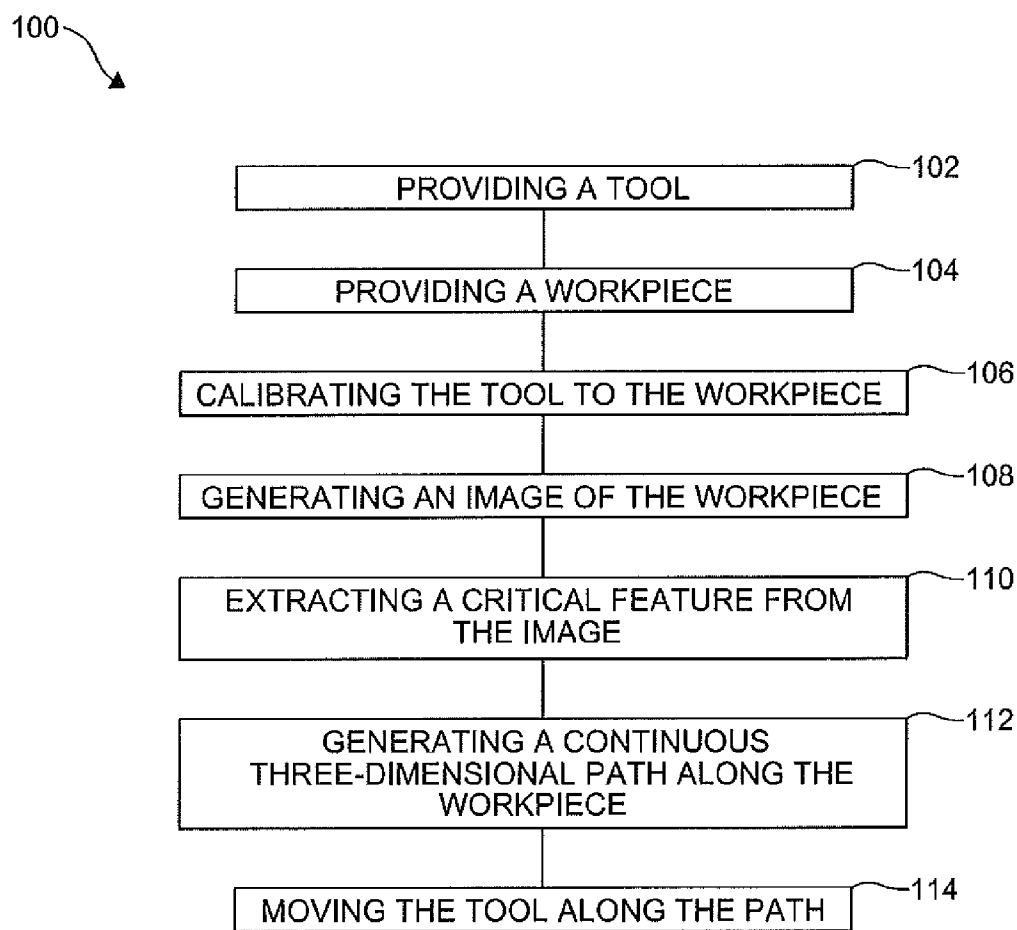 100
102
PROVIDING A TOOL
104
PROVIDING A WORKPIECE
106
CALIBRATING THE TOOL TO THE WORKPIECE
108
GENERATING AN IMAGE OF THE WORKPIECE
110
EXTRACTING A CRITICAL FEATURE FROM
THE IMAGE
112
GENERATING A CONTINUOUS
THREE-DIMENSIONAL PATH ALONG THE
WORKPIECE
114
MOVING THE TOOL ALONG THE PATH